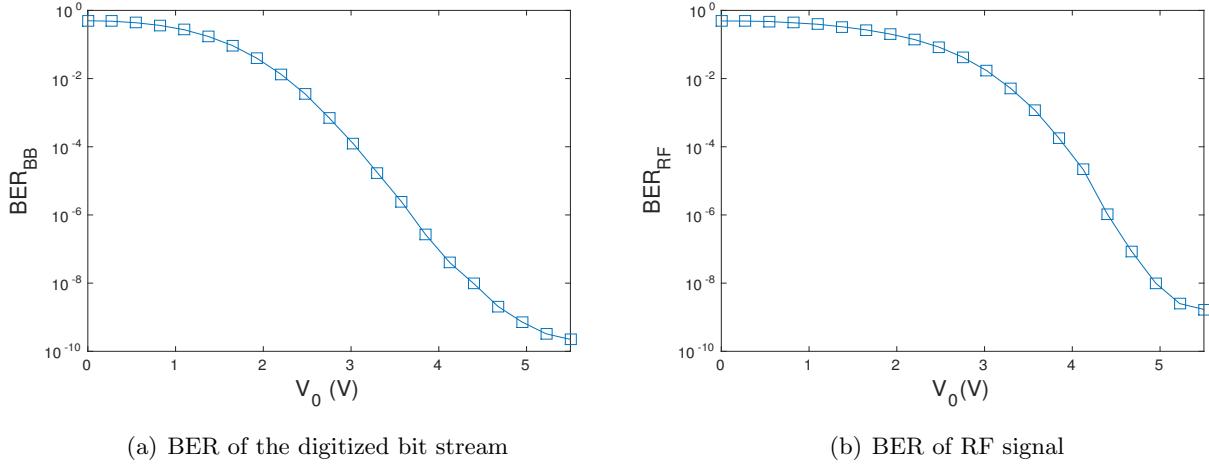 10^0
10^-2
10^-4
10^-6
10^-8
10^-10
BER_BB
0 1 2 3 4 5
V_0 (V)
(a) BER of the digitized bit stream
10^0
10^-2
10^-4
10^-6
10^-8
10^-10
BER_RF
0 1 2 3 4 5
V_0(V)
(b) BER of RF signal